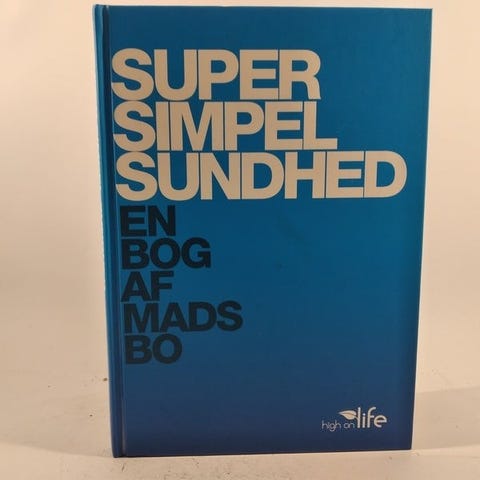 SUPER
SIMPEL
SUNDHED
EN
BOG
AF
MADS
BO
high on life